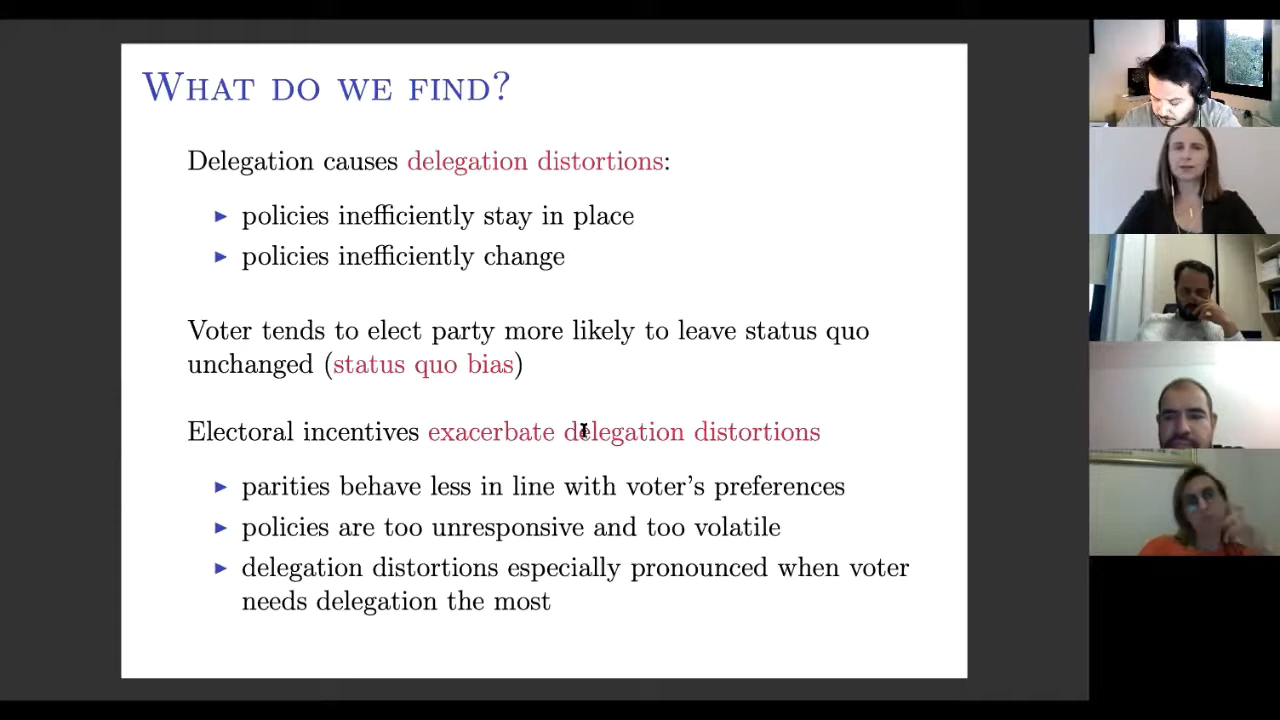 WHAT DO WE FIND?
Delegation causes delegation distortions:
▶ policies inefficiently stay in place
▶ policies inefficiently change
Voter tends to elect party more likely to leave status quo
unchanged (status quo bias)
Electoral incentives exacerbate delegation distortions
▶ parities behave less in line with voter's preferences
▶ policies are too unresponsive and too volatile
▶ delegation distortions especially pronounced when voter
needs delegation the most